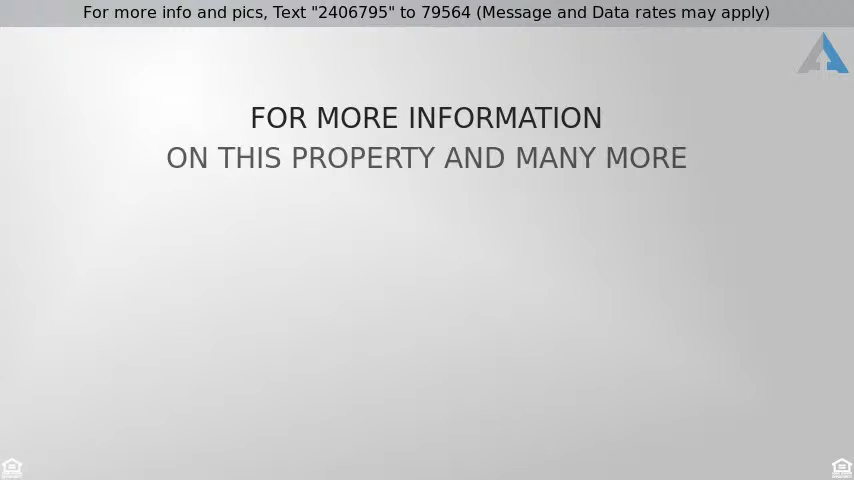 For more info and pics, Text "2406795" to 79564 (Message and Data rates may apply)
FOR MORE INFORMATION
ON THIS PROPERTY AND MANY MORE